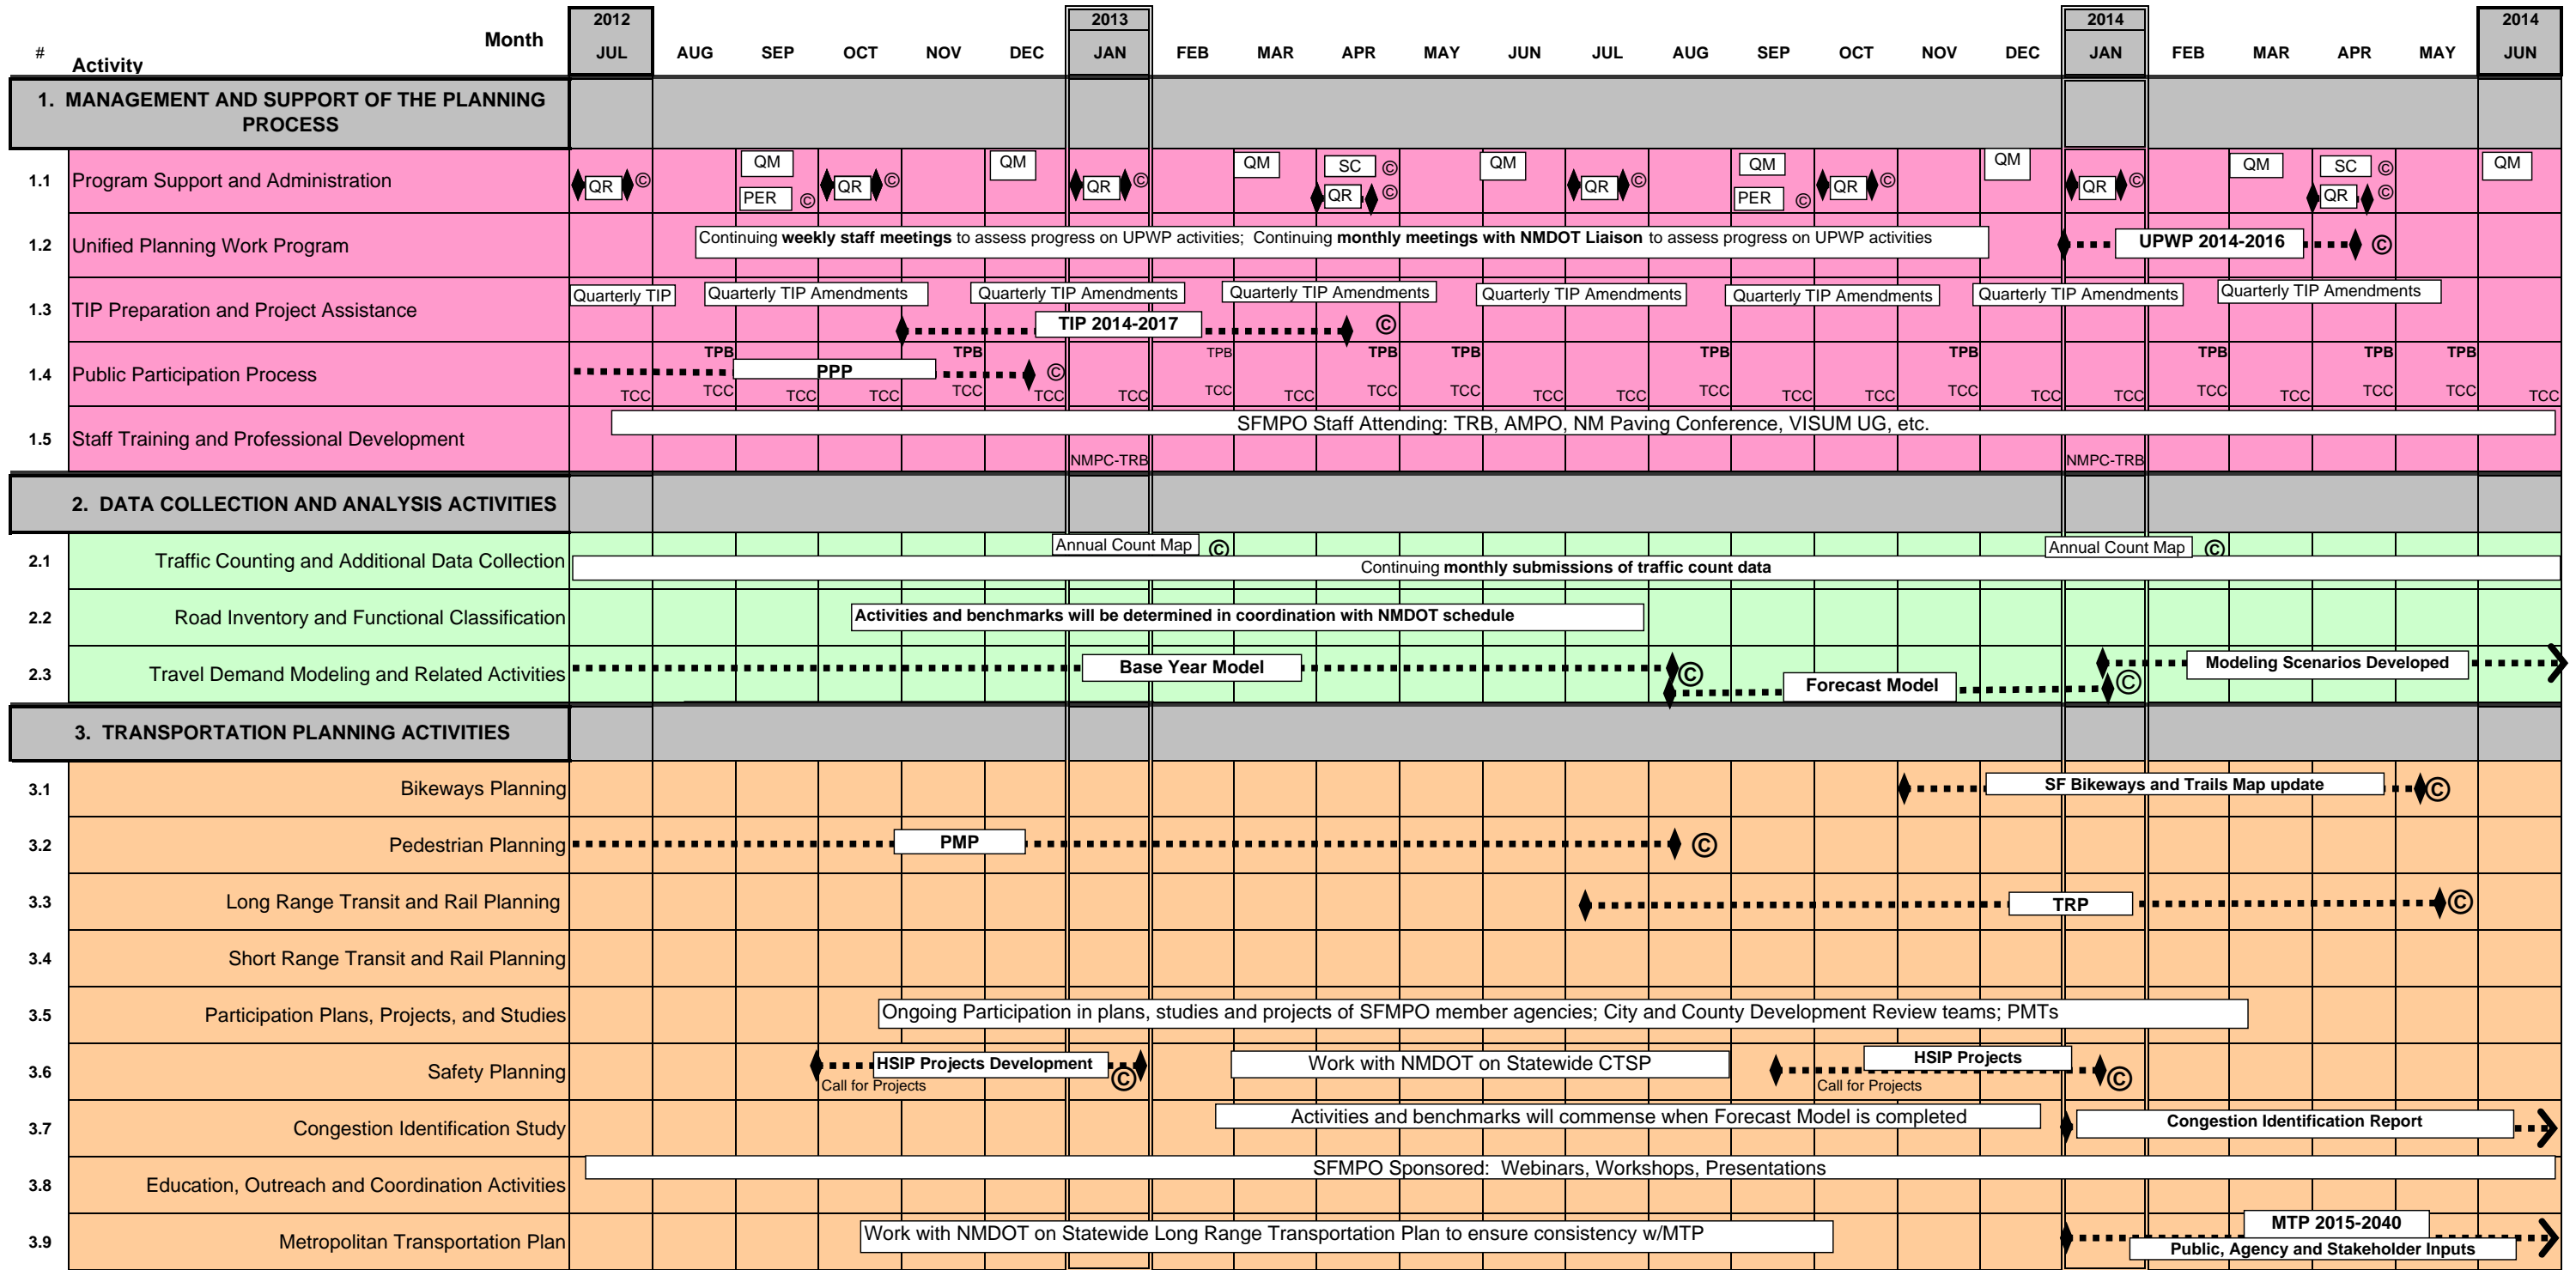 2012 2013 2014 2014
Month
# Activity JUL AUG SEP OCT NOV DEC JAN FEB MAR APR MAY JUN JUL AUG SEP OCT NOV DEC JAN FEB MAR APR MAY JUN
1. MANAGEMENT AND SUPPORT OF THE PLANNING
PROCESS
QM QM QM SC © QM QM QM QM SC © QM
1.1 Program Support and Administration QR © QR © QR © QR © QR © QR © QR © QR ©
PER © PER ©
1.2 Unified Planning Work Program Continuing weekly staff meetings to assess progress on UPWP activities; Continuing monthly meetings with NMDOT Liaison to assess progress on UPWP activities UPWP 2014-2016 ©
Quarterly TIP Quarterly TIP Amendments Quarterly TIP Amendments Quarterly TIP Amendments Quarterly TIP Amendments Quarterly TIP Amendments Quarterly TIP Amendments Quarterly TIP Amendments
1.3 TIP Preparation and Project Assistance TIP 2014-2017 ©
TPB TPB TPB TPB TPB TPB TPB TPB TPB TPB
1.4 Public Participation Process PPP ©
TCC TCC TCC TCC TCC TCC TCC TCC TCC TCC TCC TCC TCC TCC TCC TCC TCC TCC TCC TCC TCC TCC TCC
SFMPO Staff Attending: TRB, AMPO, NM Paving Conference, VISUM UG, etc.
1.5 Staff Training and Professional Development
NMPC-TRB NMPC-TRB
2. DATA COLLECTION AND ANALYSIS ACTIVITIES
Annual Count Map © Annual Count Map ©
2.1 Traffic Counting and Additional Data Collection Continuing monthly submissions of traffic count data
2.2 Road Inventory and Functional Classification Activities and benchmarks will be determined in coordination with NMDOT schedule
2.3 Travel Demand Modeling and Related Activities Base Year Model © Forecast Model © Modeling Scenarios Developed
3. TRANSPORTATION PLANNING ACTIVITIES
3.1 Bikeways Planning SF Bikeways and Trails Map update ©
3.2 Pedestrian Planning PMP ©
3.3 Long Range Transit and Rail Planning TRP ©
3.4 Short Range Transit and Rail Planning
3.5 Participation Plans, Projects, and Studies Ongoing Participation in plans, studies and projects of SFMPO member agencies; City and County Development Review teams; PMTs
3.6 Safety Planning HSIP Projects Development © Work with NMDOT on Statewide CTSP HSIP Projects ©
Call for Projects Call for Projects
3.7 Congestion Identification Study Activities and benchmarks will commense when Forecast Model is completed Congestion Identification Report
3.8 Education, Outreach and Coordination Activities SFMPO Sponsored: Webinars, Workshops, Presentations
3.9 Metropolitan Transportation Plan Work with NMDOT on Statewide Long Range Transportation Plan to ensure consistency w/MTP MTP 2015-2040
Public, Agency and Stakeholder Inputs